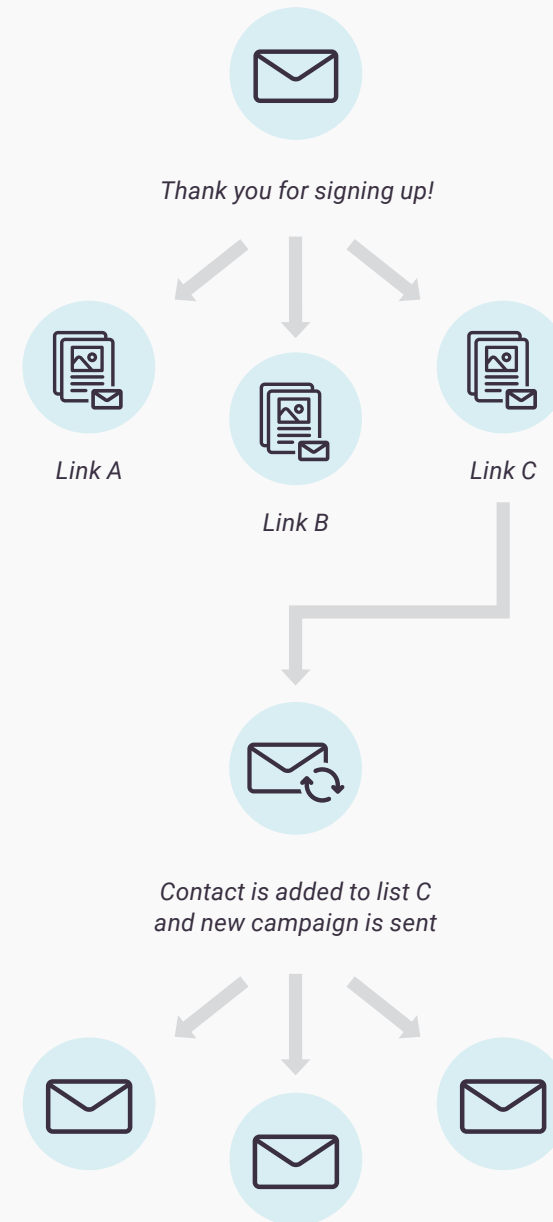 Thank you for signing up!
Link A
Link B
Link C
Contact is added to list C
and new campaign is sent